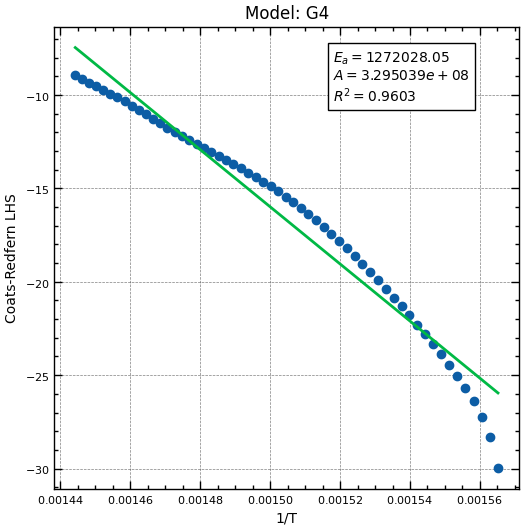 Model: G4
E_a = 1272028.05
A = 3.295039e + 08
R² = 0.9603
Coats-Redfern LHS
−10
−15
−20
−25
−30
0.00144 0.00146 0.00148 0.00150 0.00152 0.00154 0.00156
1/T